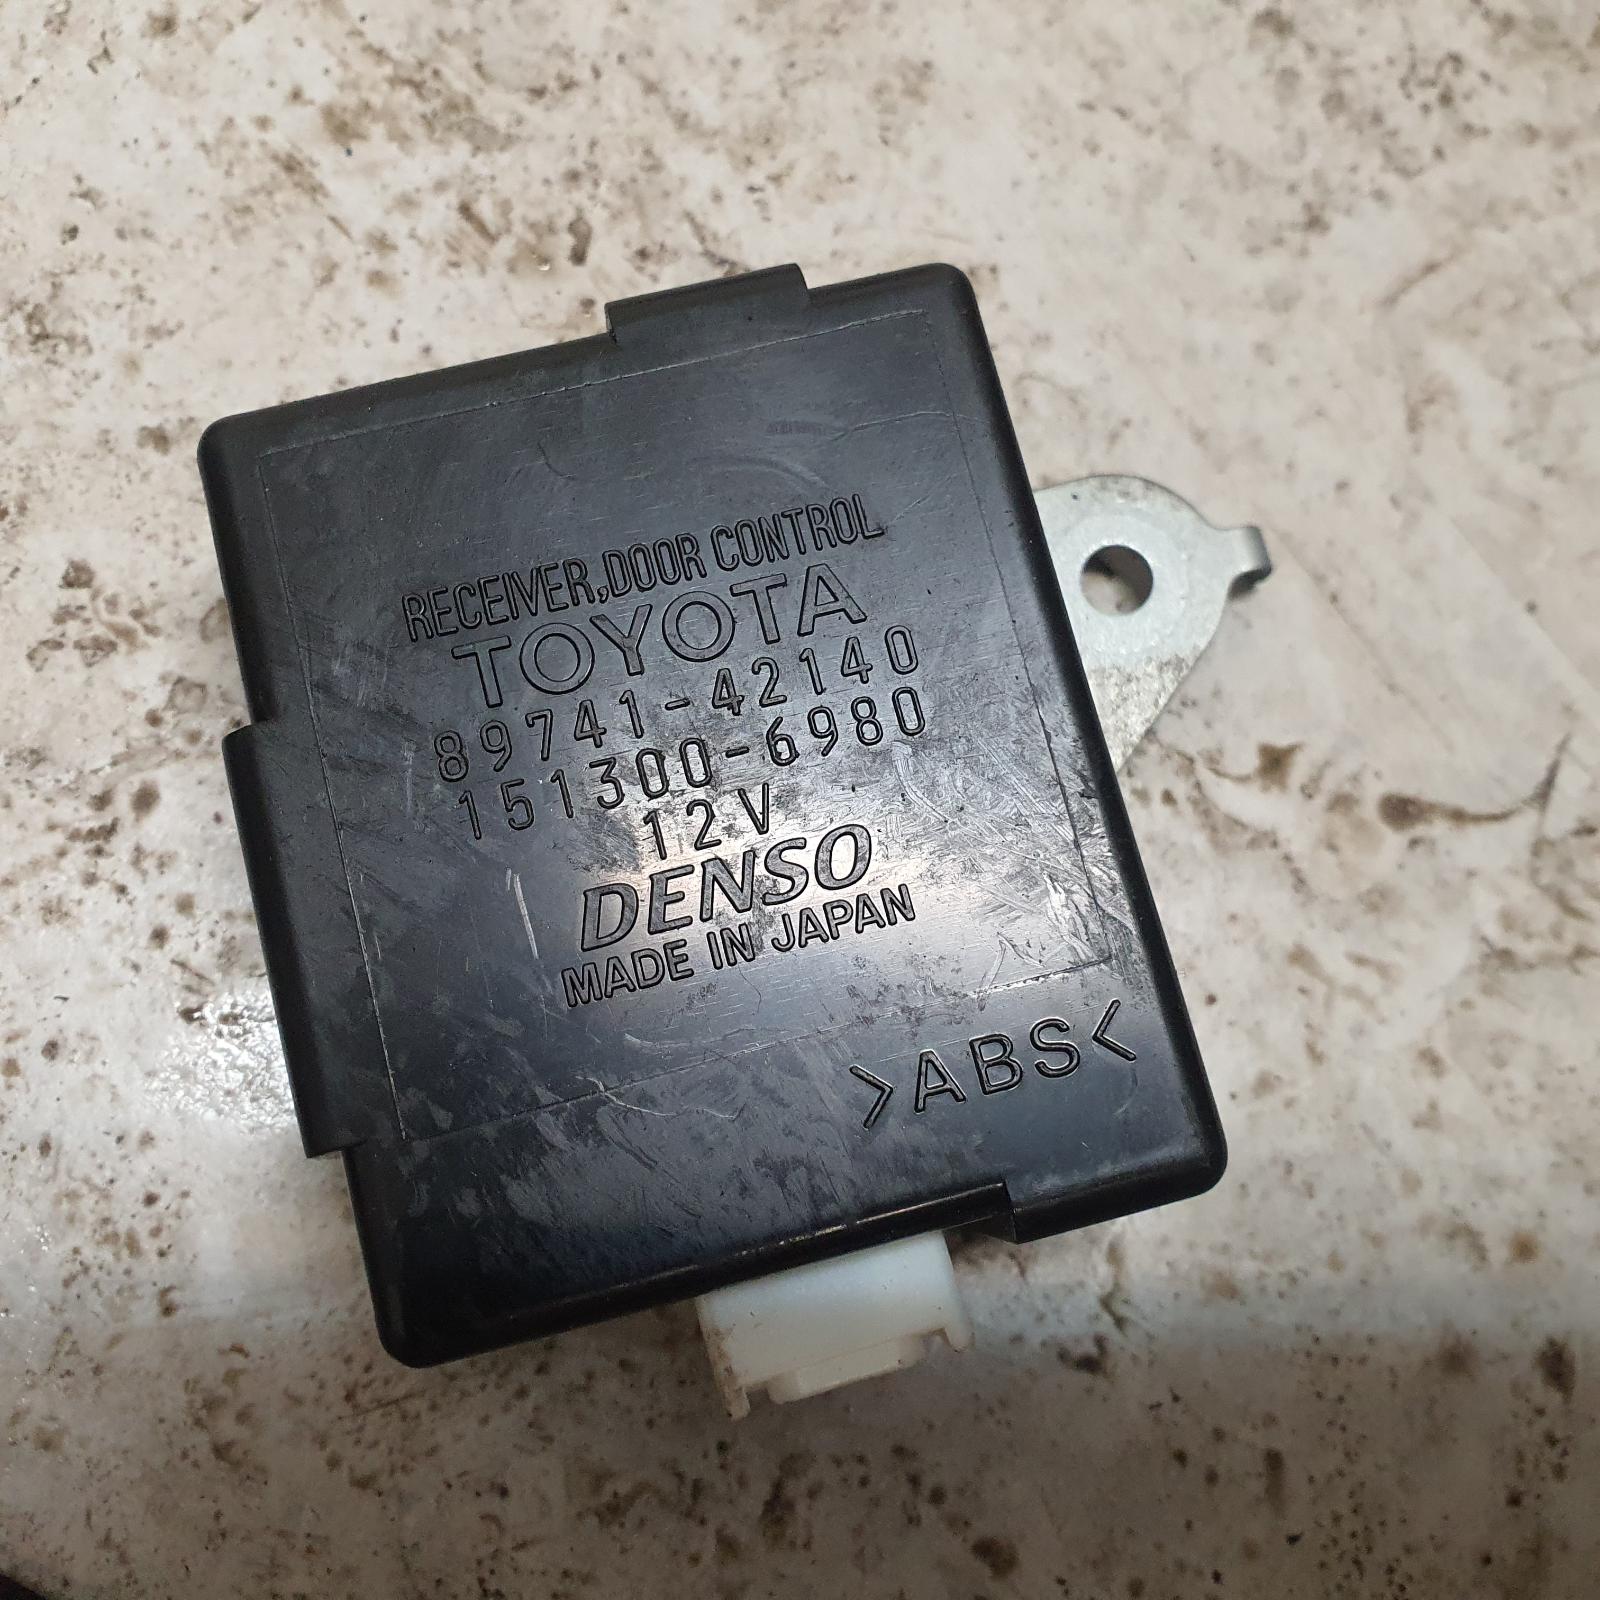 RECEIVER,DOOR CONTROL
TOYOTA
89741-42140
151300-6980
12V
DENSO
MADE IN JAPAN
>ABS<